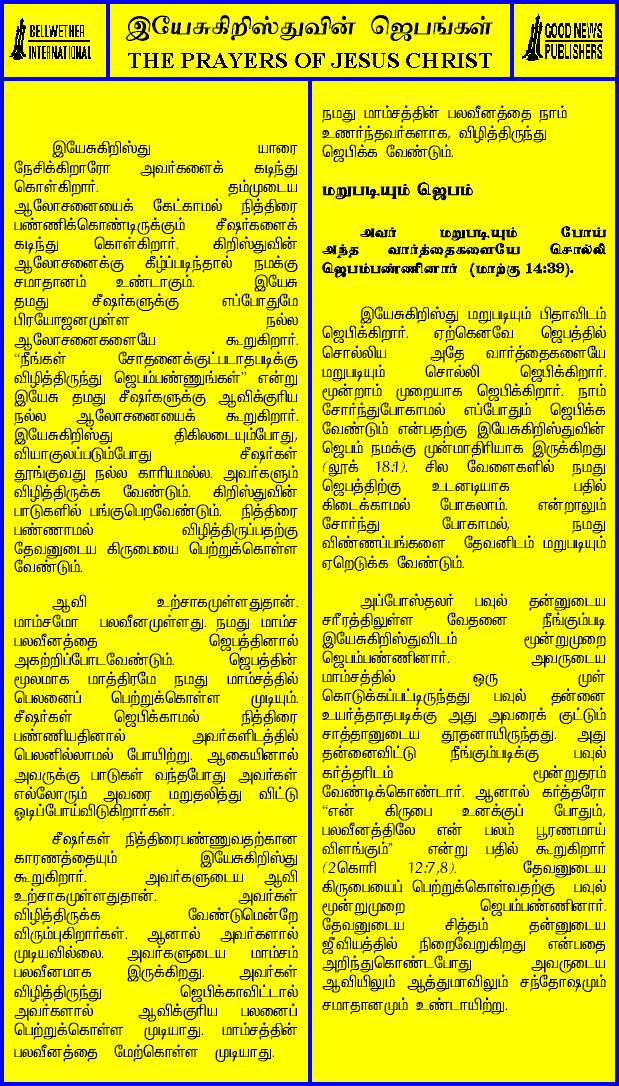 BELLWETHER
INTERNATIONAL
இயேசுகிறிஸ்துவின் ஜெபங்கள்
THE PRAYERS OF JESUS CHRIST
GOOD NEWS
PUBLISHERS
இயேசுகிறிஸ்து யாரை
நேசிக்கிறாரோ அவர்களைக் கடிந்து
கொள்கிறார். தம்முடைய
ஆலோசனையைக் கேட்காமல் நித்திரை
பண்ணிக்கொண்டிருக்கும் சீஷர்களைக்
கடிந்து கொள்கிறார். கிறிஸ்துவின்
ஆலோசனைக்கு கீழ்ப்படிந்தால் நமக்கு
சமாதானம் உண்டாகும். இயேசு
தமது சீஷர்களுக்கு எப்போதுமே
பிரயோஜனமுள்ள நல்ல
ஆலோசனைகளையே கூறுகிறார்.
“நீங்கள் சோதனைக்குட்படாதபடிக்கு
விழித்திருந்து ஜெபம்பண்ணுங்கள்” என்று
இயேசு தமது சீஷர்களுக்கு ஆவிக்குரிய
நல்ல ஆலோசனையைக் கூறுகிறார்.
இயேசுகிறிஸ்து திகிலடையும்போது,
வியாகுலப்படும்போது சீஷர்கள்
தூங்குவது நல்ல காரியமல்ல. அவர்களும்
விழித்திருக்க வேண்டும். கிறிஸ்துவின்
பாடுகளில் பங்குபெறவேண்டும். நித்திரை
பண்ணாமல் விழித்திருப்பதற்கு
தேவனுடைய கிருபையை பெற்றுக்கொள்ள
வேண்டும்.
ஆவி உற்சாகமுள்ளதுதான்.
மாம்சமோ பலவீனமுள்ளது. நமது மாம்ச
பலவீனத்தை ஜெபத்தினால்
அகற்றிப்போடவேண்டும். ஜெபத்தின்
மூலமாக மாத்திரமே நமது மாம்சத்தில்
பெலனைப் பெற்றுக்கொள்ள முடியும்.
சீஷர்கள் ஜெபிக்காமல் நித்திரை
பண்ணியதினால் அவர்களிடத்தில்
பெலனில்லாமல் போயிற்று. ஆகையினால்
அவருக்கு பாடுகள் வந்தபோது அவர்கள்
எல்லோரும் அவரை மறுதலித்து விட்டு
ஓடிப்போய்விடுகிறார்கள்.
சீஷர்கள் நித்திரைபண்ணுவதற்கான
காரணத்தையும் இயேசுகிறிஸ்து
கூறுகிறார். அவர்களுடைய ஆவி
உற்சாகமுள்ளதுதான். அவர்கள்
விழித்திருக்க வேண்டுமென்றே
விரும்புகிறார்கள். ஆனால் அவர்களால்
முடியவில்லை. அவர்களுடைய மாம்சம்
பலவீனமாக இருக்கிறது. அவர்கள்
விழித்திருந்து ஜெபிக்காவிட்டால்
அவர்களால் ஆவிக்குரிய பலனைப்
பெற்றுக்கொள்ள முடியாது. மாம்சத்தின்
பலவீனத்தை மேற்கொள்ள முடியாது.
நமது மாம்சத்தின் பலவீனத்தை நாம்
உணர்ந்தவர்களாக, விழித்திருந்து
ஜெபிக்க வேண்டும்.
மறுபடியும் ஜெபம்
அவர் மறுபடியும் போய்
அந்த வார்த்தைகளையே சொல்லி
ஜெபம்பண்ணினார் (மாற்கு 14:39).
இயேசுகிறிஸ்து மறுபடியும் பிதாவிடம்
ஜெபிக்கிறார். ஏற்கெனவே ஜெபத்தில்
சொல்லிய அதே வார்த்தைகளையே
மறுபடியும் சொல்லி ஜெபிக்கிறார்.
மூன்றாம் முறையாக ஜெபிக்கிறார். நாம்
சோர்ந்துபோகாமல் எப்போதும் ஜெபிக்க
வேண்டும் என்பதற்கு இயேசுகிறிஸ்துவின்
ஜெபம் நமக்கு முன்மாதிரியாக இருக்கிறது
(லூக் 18:1). சில வேளைகளில் நமது
ஜெபத்திற்கு உடனடியாக பதில்
கிடைக்காமல் போகலாம். என்றாலும்
சோர்ந்து போகாமல், நமது
விண்ணப்பங்களை தேவனிடம் மறுபடியும்
ஏறெடுக்க வேண்டும்.
அப்போஸ்தலர் பவுல் தன்னுடைய
சரீரத்திலுள்ள வேதனை நீங்கும்படி
இயேசுகிறிஸ்துவிடம் மூன்றுமுறை
ஜெபம்பண்ணினார். அவருடைய
மாம்சத்தில் ஒரு முள்
கொடுக்கப்பட்டிருந்தது பவுல் தன்னை
உயர்த்தாதபடிக்கு அது அவரைக் குட்டும்
சாத்தானுடைய தூதனாயிருந்தது. அது
தன்னைவிட்டு நீங்கும்படிக்கு பவுல்
கர்த்தரிடம் மூன்றுதரம்
வேண்டிக்கொண்டார். ஆனால் கர்த்தரோ
“என் கிருபை உனக்குப் போதும்,
பலவீனத்திலே என் பலம் பூரணமாய்
விளங்கும்” என்று பதில் கூறுகிறார்
(2கொரி 12:7,8). தேவனுடைய
கிருபையைப் பெற்றுக்கொள்வதற்கு பவுல்
மூன்றுமுறை ஜெபம்பண்ணினார்.
தேவனுடைய சித்தம் தன்னுடைய
ஜீவியத்தில் நிறைவேறுகிறது என்பதை
அறிந்துகொண்டபோது அவருடைய
ஆவியிலும் ஆத்துமாவிலும் சந்தோஷமும்
சமாதானமும் உண்டாயிற்று.